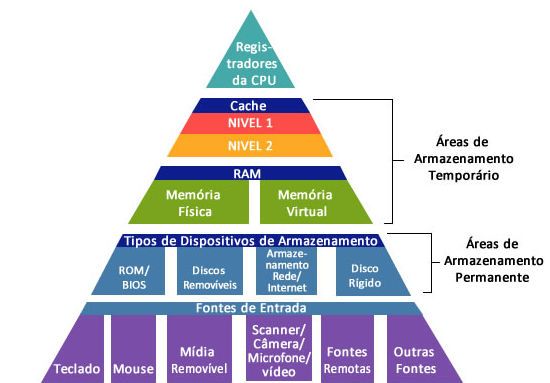 Regis-
tradores
da CPU
Cache
NIVEL 1
NIVEL 2
Áreas de
Armazenamento
Temporário
RAM
Memória
Física
Memória
Virtual
Tipos de Dispositivos de Armazenamento
ROM/
BIOS
Discos
Removíveis
Armaze-
namento
Rede/
Internet
Disco
Rígido
Áreas de
Armazenamento
Permanente
Fontes de Entrada
Teclado
Mouse
Mídia
Removível
Scanner/
Câmera/
Microfone/
vídeo
Fontes
Remotas
Outras
Fontes